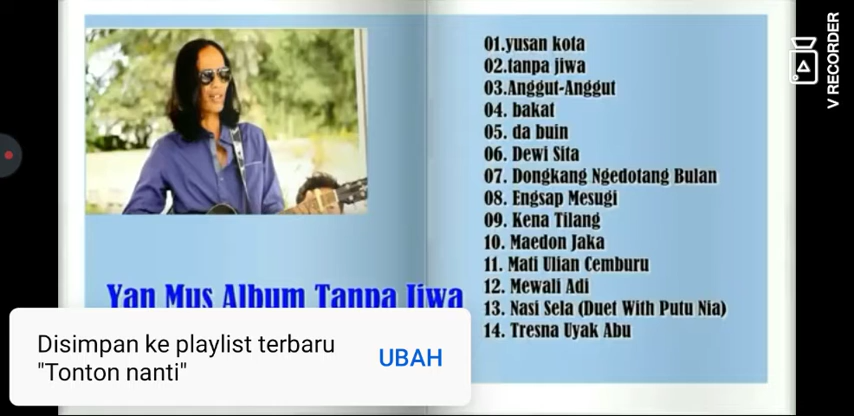 01.yusan kota
02.tanpa jiwa
03.Anggut-Anggut
04. bakat
05. da buin
06. Dewi Sita
07. Dongkang Ngedotang Bulan
08. Engsap Mesugi
09. Kena Tilang
10. Maedon Jaka
11. Mati Ulian Cemburu
12. Mewali Adi
13. Nasi Sela (Duet With Putu Nia)
14. Tresna Uyak Abu
Yan Mus Album Tanpa Jiwa
Disimpan ke playlist terbaru
"Tonton nanti"
UBAH
V RECORDER